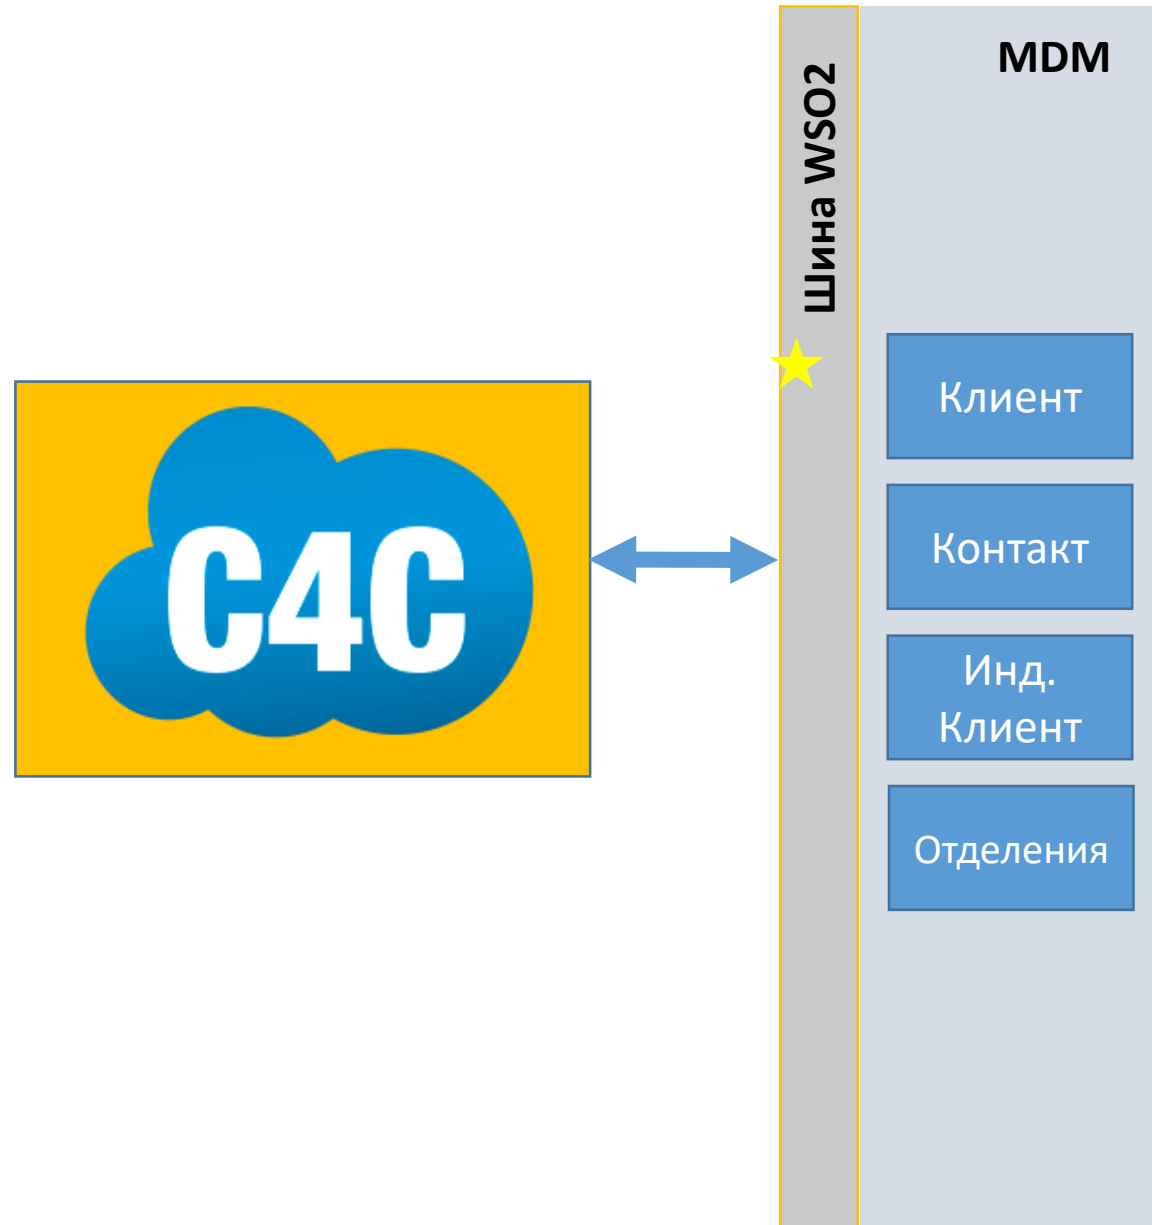 MDM
Шина WSO2
Клиент
C4C
Контакт
Инд.
Клиент
Отделения